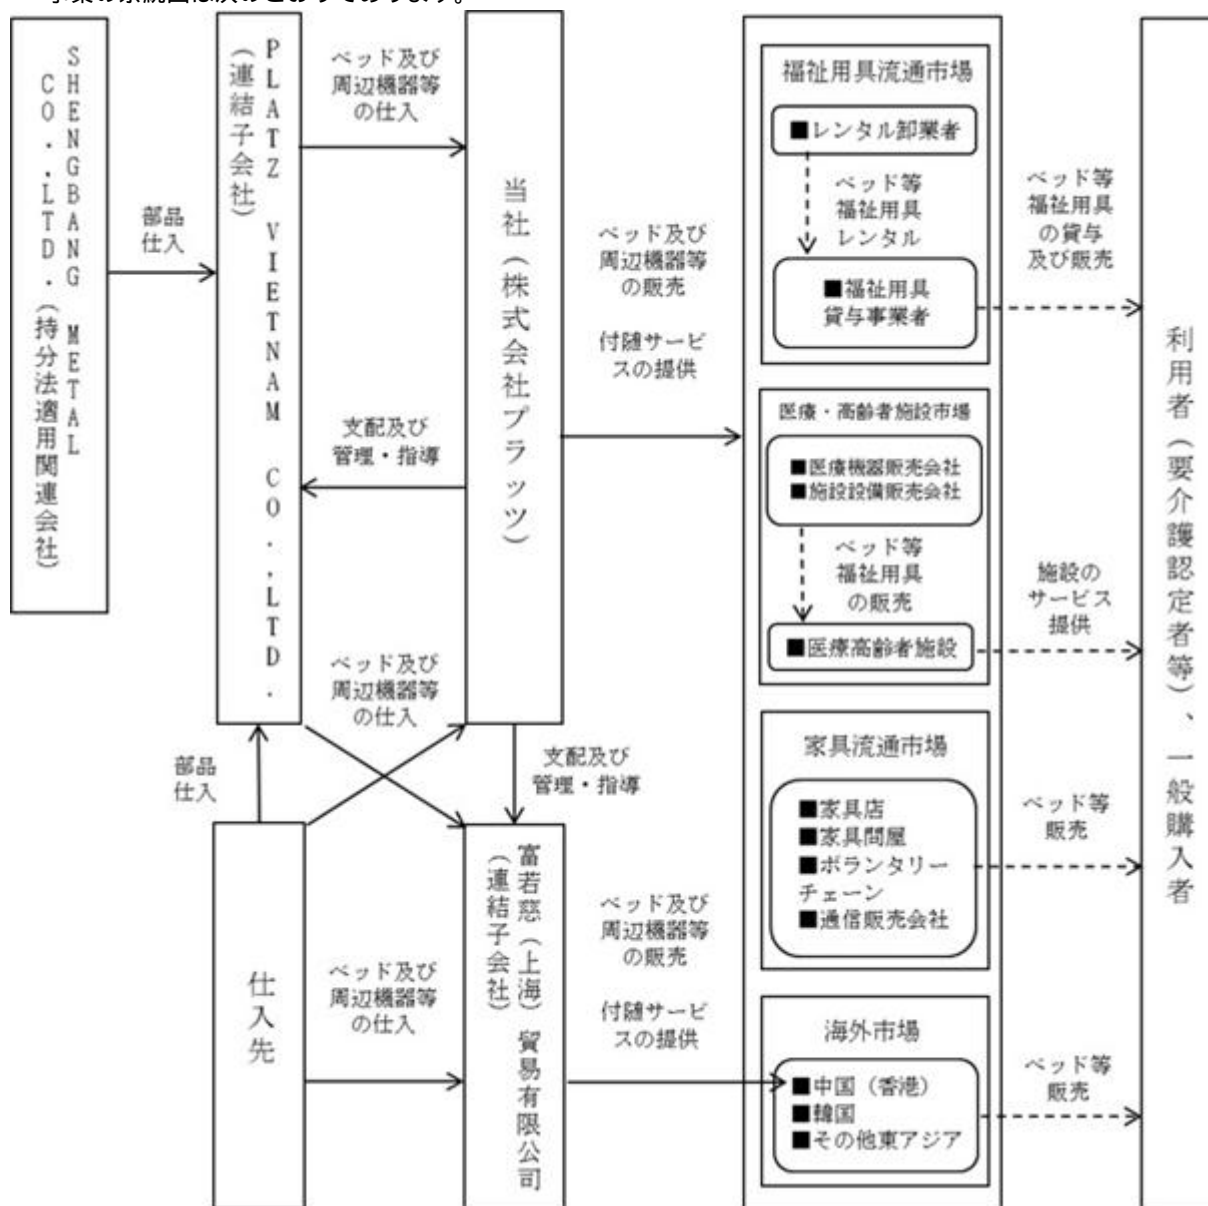 事業の系統図は次のとおりであります。
SHENGBANG METAL
CO.,LTD.(持分法適用関連会社)
部品
仕入
PLATZ VIETNAM CO.,LTD.
(連結子会社)
ベッド及び
周辺機器等
の仕入
支配及び
管理・指導
当社(株式会社プラッツ)
ベッド及び
周辺機器等
の販売
付随サービ
スの提供
福祉用具流通市場
■レンタル卸業者
ベッド等
福祉用具
レンタル
■福祉用具
貸与事業者
ベッド等
福祉用具
の貸与
及び販売
医療・高齢者施設市場
■医療機器販売会社
■施設設備販売会社
ベッド等
福祉用具
の販売
■医療高齢者施設
施設の
サービス
提供
家具流通市場
■家具店
■家具問屋
■ボランタリー
チェーン
■通信販売会社
ベッド等
販売
海外市場
■中国(香港)
■韓国
■その他東アジア
ベッド等
販売
利用者(要介護認定者等)、一般購入者
部品
仕入
ベッド及び
周辺機器等
の仕入
支配及び
管理・指導
仕入先
ベッド及び
周辺機器等
の仕入
富若慈(上海)貿易有限公司
(連結子会社)
ベッド及び
周辺機器等
の販売
付随サービ
スの提供